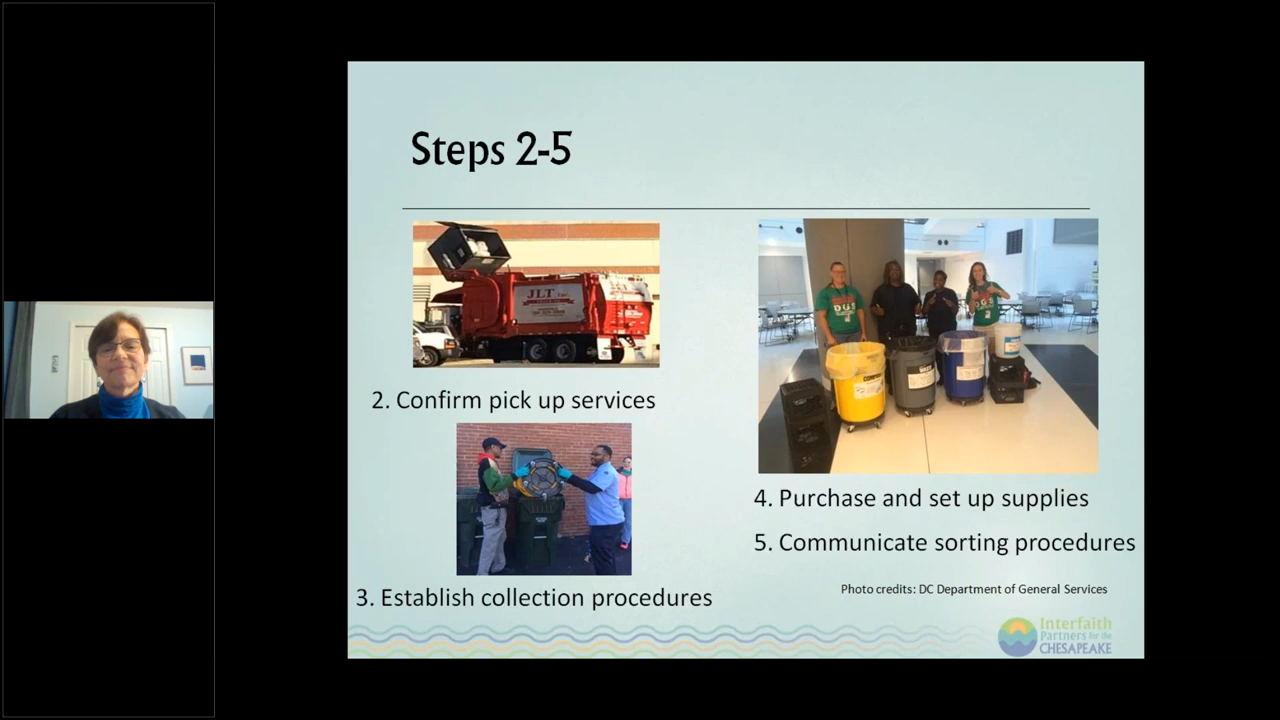 Steps 2-5
JLT
2. Confirm pick up services
3. Establish collection procedures
DGS
4. Purchase and set up supplies
5. Communicate sorting procedures
Photo credits: DC Department of General Services
Interfaith
Partners for the
CHESAPEAKE